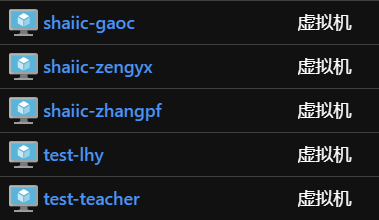 shaiic-gaoc 虚拟机
shaiic-zengyx 虚拟机
shaiic-zhangpf 虚拟机
test-lhy 虚拟机
test-teacher 虚拟机